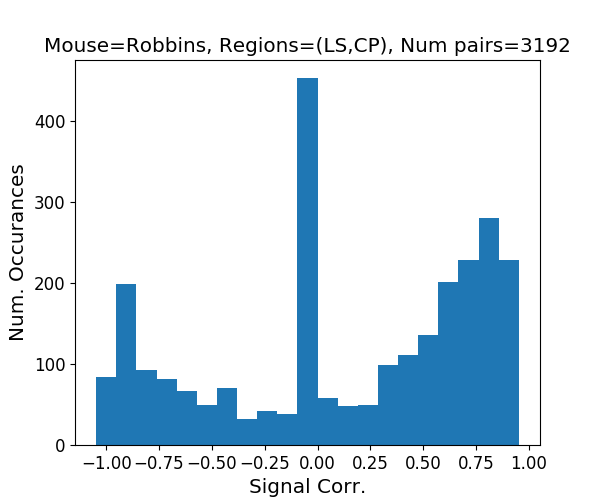 Mouse=Robbins, Regions=(LS,CP), Num pairs=3192
Num. Occurances
400
300
200
100
0
−1.00 −0.75 −0.50 −0.25 0.00 0.25 0.50 0.75 1.00
Signal Corr.